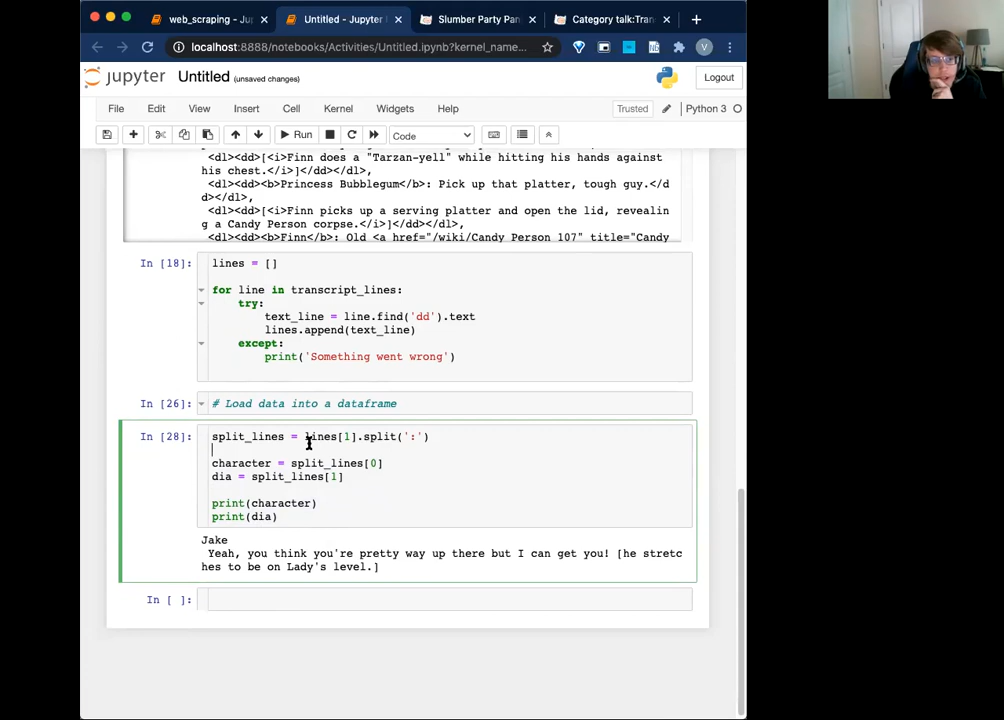 web_scraping - Ju
Untitled - Jupyter
Slumber Party Pan
Category talk:Tran
localhost:8888/notebooks/Activities/Untitled.ipynb?kernel_name...
V
jupyter Untitled (unsaved changes)
Logout
File Edit View Insert Cell Kernel Widgets Help
Trusted
Python 3
Run
Code
<dl><dd>[<i>Finn does a "Tarzan-yell" while hitting his hands against
his chest.</i>]</dd></dl>,
<dl><dd><b>Princess Bubblegum</b>: Pick up that platter, tough guy.</d
d></dl>,
<dl><dd>[<i>Finn picks up a serving platter and open the lid, revealin
g a Candy Person corpse.</i>]</dd></dl>,
<dl><dd><b>Finn</b>: Old <a href="/wiki/Candy_Person_107" title="Candy
In [18]:
lines = []
for line in transcript_lines:
try:
text_line = line.find('dd').text
lines.append(text_line)
except:
print('Something went wrong')
In [26]:
# Load data into a dataframe
In [28]:
split_lines = lines[1].split(':')
character = split_lines[0]
dia = split_lines[1]
print(character)
print(dia)
Jake
Yeah, you think you're pretty way up there but I can get you! [he stretc
hes to be on Lady's level.]
In [ ]: